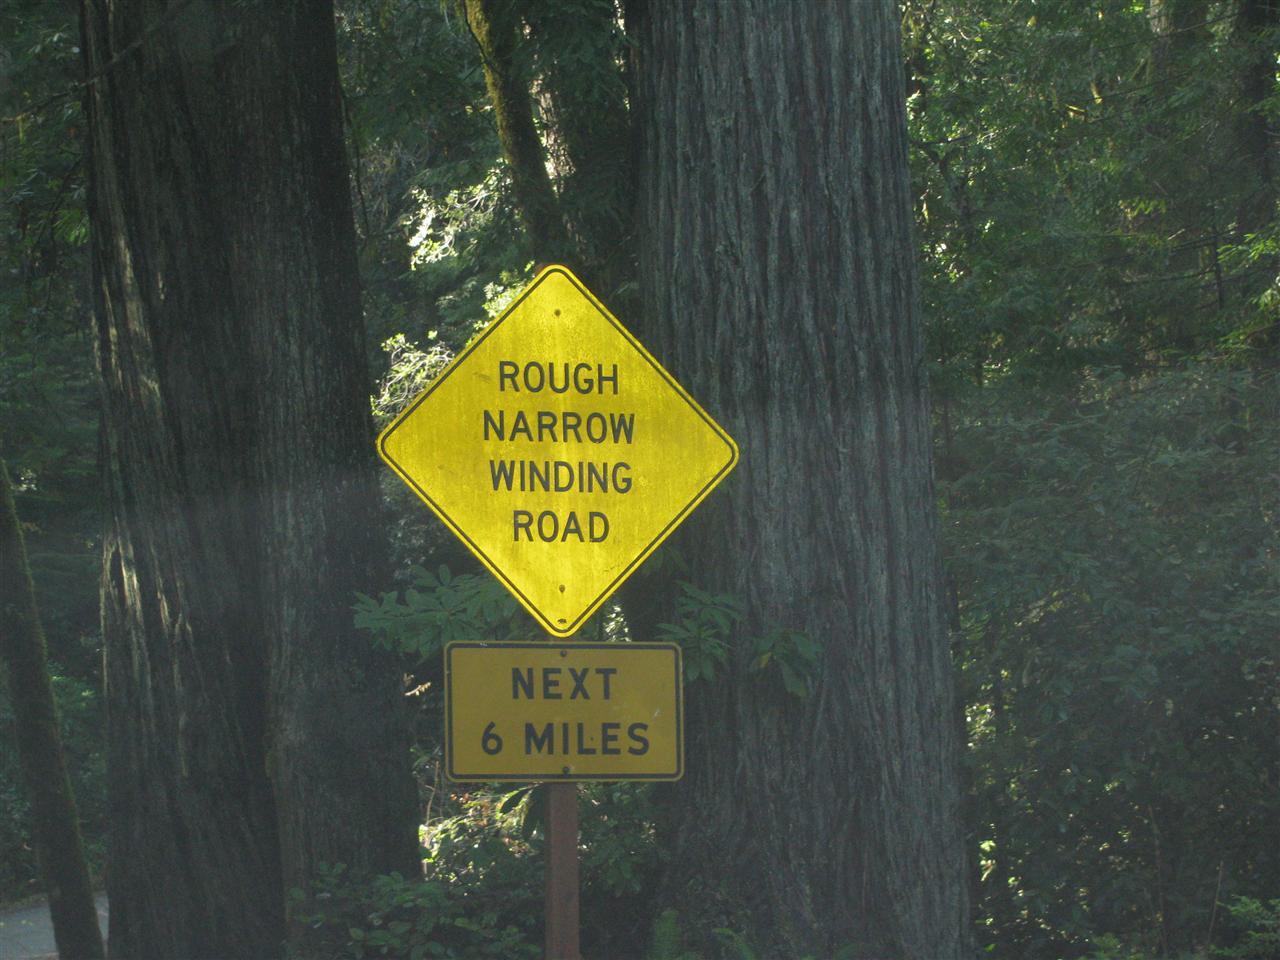 ROUGH
NARROW
WINDING
ROAD
NEXT
6 MILES